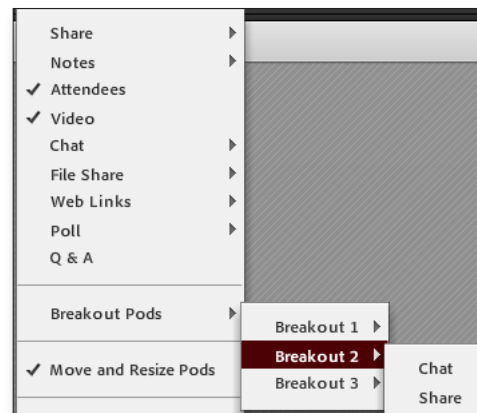 Share
Notes
Attendees
Video
Chat
File Share
Web Links
Poll
Q & A
Breakout Pods
Breakout 1
Breakout 2
Breakout 3
Chat
Share
Move and Resize Pods